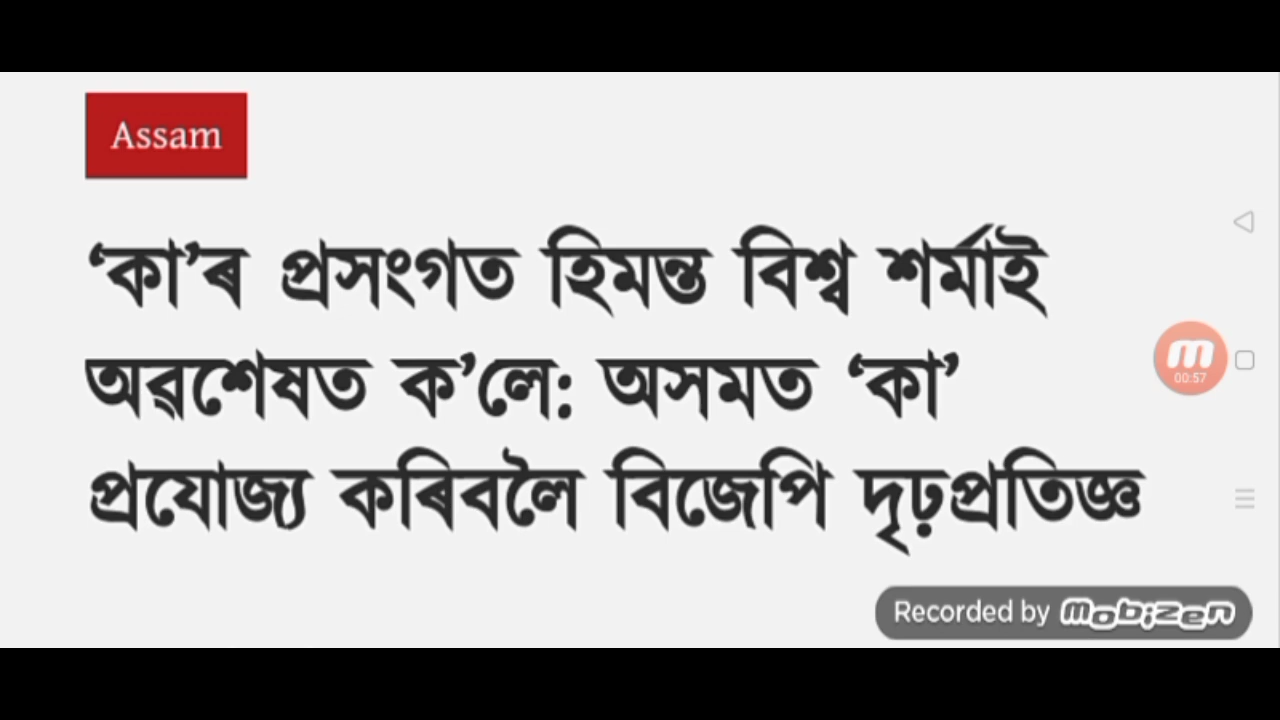 Assam
‘কা’ৰ প্ৰসংগত হিমন্ত বিশ্ব শৰ্মাই
অৱশেষত ক’লে: অসমত ‘কা’
প্ৰযোজ্য কৰিবলৈ বিজেপি দৃঢ়প্ৰতিজ্ঞ
00:57
Recorded by mobizen